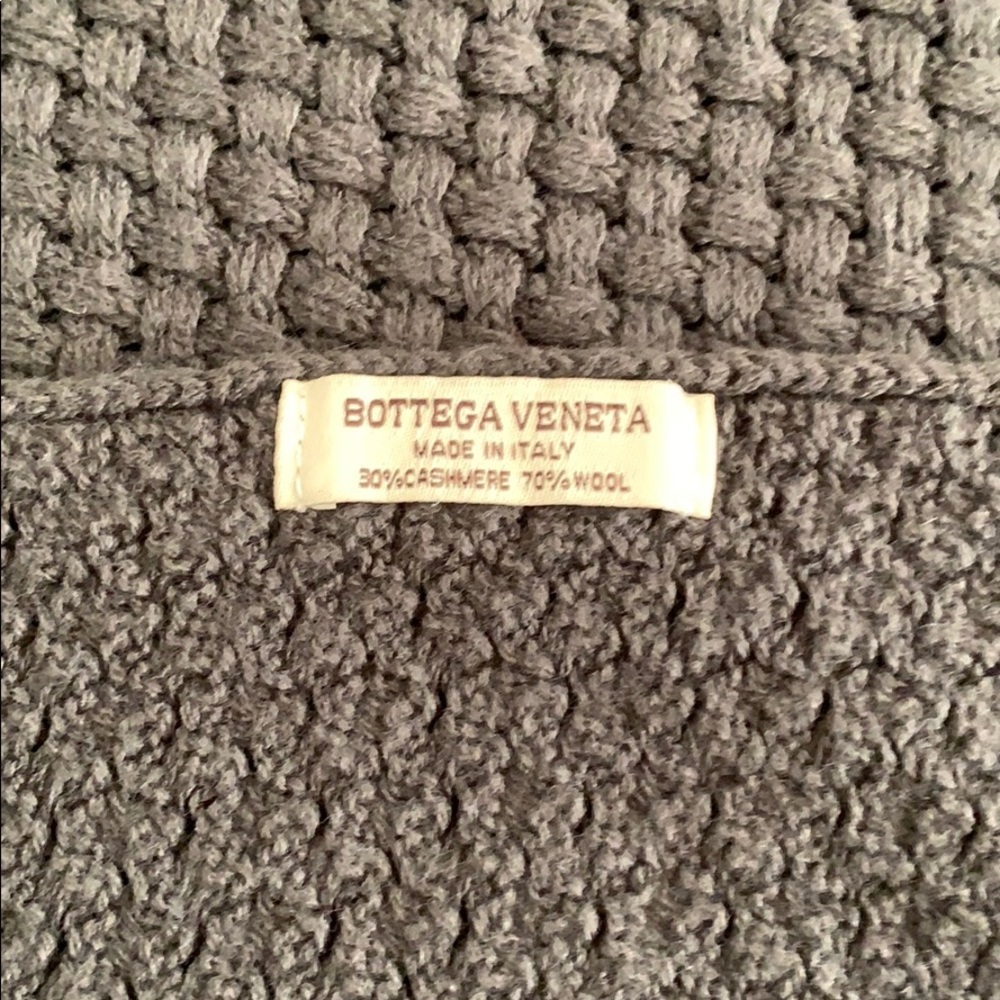 BOTTEGA VENETA
MADE IN ITALY
30%CASHMERE 70%WOOL